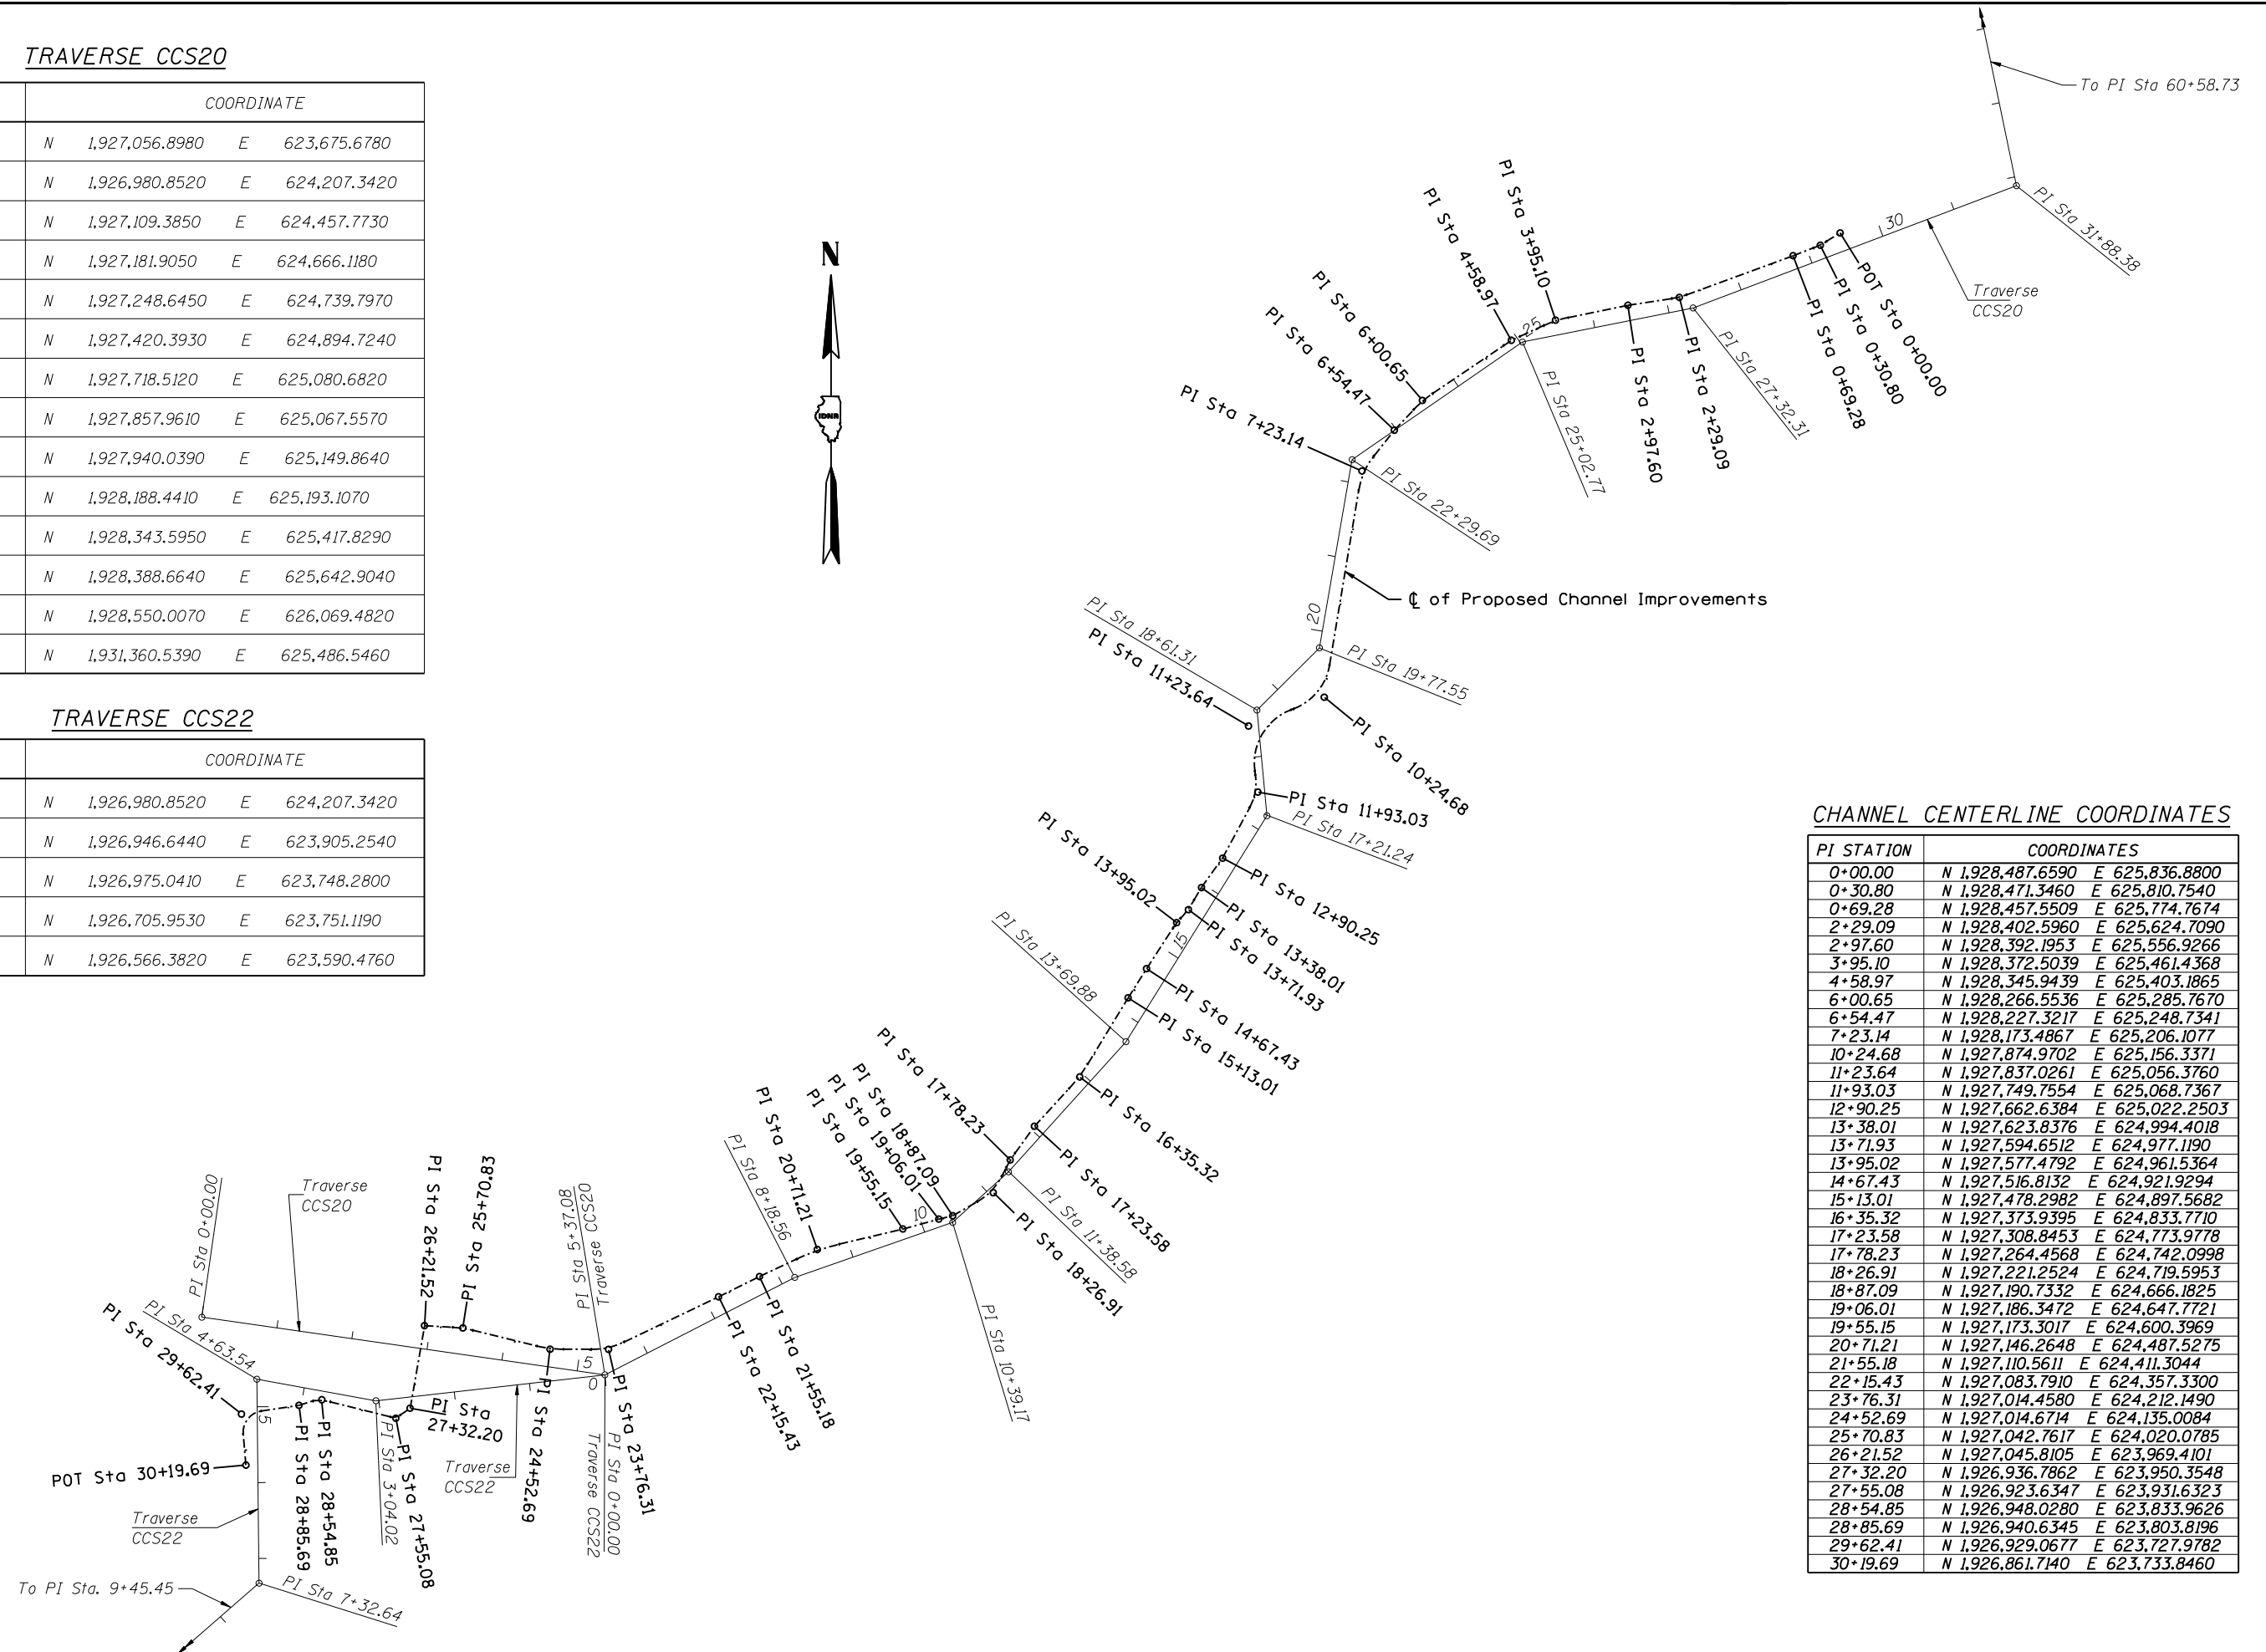 TRAVERSE CCS20
COORDINATE
N 1,927,056.8980 E 623,675.6780
N 1,926,980.8520 E 624,207.3420
N 1,927,109.3850 E 624,457.7730
N 1,927,181.9050 E 624,666.1180
N 1,927,248.6450 E 624,739.7970
N 1,927,420.3930 E 624,894.7240
N 1,927,718.5120 E 625,080.6820
N 1,927,857.9610 E 625,067.5570
N 1,927,940.0390 E 625,149.8640
N 1,928,188.4410 E 625,193.1070
N 1,928,343.5950 E 625,417.8290
N 1,928,388.6640 E 625,642.9040
N 1,928,550.0070 E 626,069.4820
N 1,931,360.5390 E 625,486.5460
TRAVERSE CCS22
COORDINATE
N 1,926,980.8520 E 624,207.3420
N 1,926,946.6440 E 623,905.2540
N 1,926,975.0410 E 623,748.2800
N 1,926,705.9530 E 623,751.1190
N 1,926,566.3820 E 623,590.4760
N
IDNR
To PI Sta 60+58.73
PI Sta 31+88.38
30
Traverse
CCS20
POT Sta 0+00.00
PI Sta 0+30.80
PI Sta 0+69.28
PI Sta 27+32.31
PI Sta 2+29.09
PI Sta 2+97.60
PI Sta 3+95.10
PI Sta 4+58.97
25
PI Sta 25+02.77
PI Sta 6+00.65
PI Sta 6+54.47
PI Sta 7+23.14
PI Sta 22+29.69
℄ of Proposed Channel Improvements
20
PI Sta 18+61.31
PI Sta 11+23.64
PI Sta 19+77.55
PI Sta 10+24.68
PI Sta 11+93.03
PI Sta 17+21.24
PI Sta 12+90.25
PI Sta 13+38.01
PI Sta 13+71.93
PI Sta 13+95.02
15
PI Sta 13+69.88
PI Sta 14+67.43
PI Sta 15+13.01
PI Sta 16+35.32
PI Sta 17+23.58
PI Sta 17+78.23
PI Sta 11+38.58
PI Sta 18+26.91
PI Sta 18+87.09
PI Sta 19+06.01
PI Sta 19+55.15
10
PI Sta 10+39.17
PI Sta 20+71.21
PI Sta 8+18.56
PI Sta 21+55.18
PI Sta 22+15.43
PI Sta 5+37.08
Traverse CCS20
5
0
PI Sta 23+76.31
PI Sta 0+00.00
Traverse CCS22
PI Sta 24+52.69
PI Sta 25+70.83
PI Sta 26+21.52
PI Sta
27+32.20
Traverse
CCS22
PI Sta 27+55.08
PI Sta 3+04.02
PI Sta 28+54.85
PI Sta 28+85.69
Traverse
CCS20
PI Sta 0+00.00
PI Sta 4+63.54
PI Sta 29+62.41
5
POT Sta 30+19.69
Traverse
CCS22
To PI Sta. 9+45.45
PI Sta 7+32.64
CHANNEL CENTERLINE COORDINATES
PI STATION COORDINATES
0+00.00 N 1,928,487.6590 E 625,836.8800
0+30.80 N 1,928,471.3460 E 625,810.7540
0+69.28 N 1,928,457.5509 E 625,774.7674
2+29.09 N 1,928,402.5960 E 625,624.7090
2+97.60 N 1,928,392.1953 E 625,556.9266
3+95.10 N 1,928,372.5039 E 625,461.4368
4+58.97 N 1,928,345.9439 E 625,403.1865
6+00.65 N 1,928,266.5536 E 625,285.7670
6+54.47 N 1,928,227.3217 E 625,248.7341
7+23.14 N 1,928,173.4867 E 625,206.1077
10+24.68 N 1,927,874.9702 E 625,156.3371
11+23.64 N 1,927,837.0261 E 625,056.3760
11+93.03 N 1,927,749.7554 E 625,068.7367
12+90.25 N 1,927,662.6384 E 625,022.2503
13+38.01 N 1,927,623.8376 E 624,994.4018
13+71.93 N 1,927,594.6512 E 624,977.1190
13+95.02 N 1,927,577.4792 E 624,961.5364
14+67.43 N 1,927,516.8132 E 624,921.9294
15+13.01 N 1,927,478.2982 E 624,897.5682
16+35.32 N 1,927,373.9395 E 624,833.7710
17+23.58 N 1,927,308.8453 E 624,773.9778
17+78.23 N 1,927,264.4568 E 624,742.0998
18+26.91 N 1,927,221.2524 E 624,719.5953
18+87.09 N 1,927,190.7332 E 624,666.1825
19+06.01 N 1,927,186.3472 E 624,647.7721
19+55.15 N 1,927,173.3017 E 624,600.3969
20+71.21 N 1,927,146.2648 E 624,487.5275
21+55.18 N 1,927,110.5611 E 624,411.3044
22+15.43 N 1,927,083.7910 E 624,357.3300
23+76.31 N 1,927,014.4580 E 624,212.1490
24+52.69 N 1,927,014.6714 E 624,135.0084
25+70.83 N 1,927,042.7617 E 624,020.0785
26+21.52 N 1,927,045.8105 E 623,969.4101
27+32.20 N 1,926,936.7862 E 623,950.3548
27+55.08 N 1,926,923.6347 E 623,931.6323
28+54.85 N 1,926,948.0280 E 623,833.9626
28+85.69 N 1,926,940.6345 E 623,803.8196
29+62.41 N 1,926,929.0677 E 623,727.9782
30+19.69 N 1,926,861.7140 E 623,733.8460